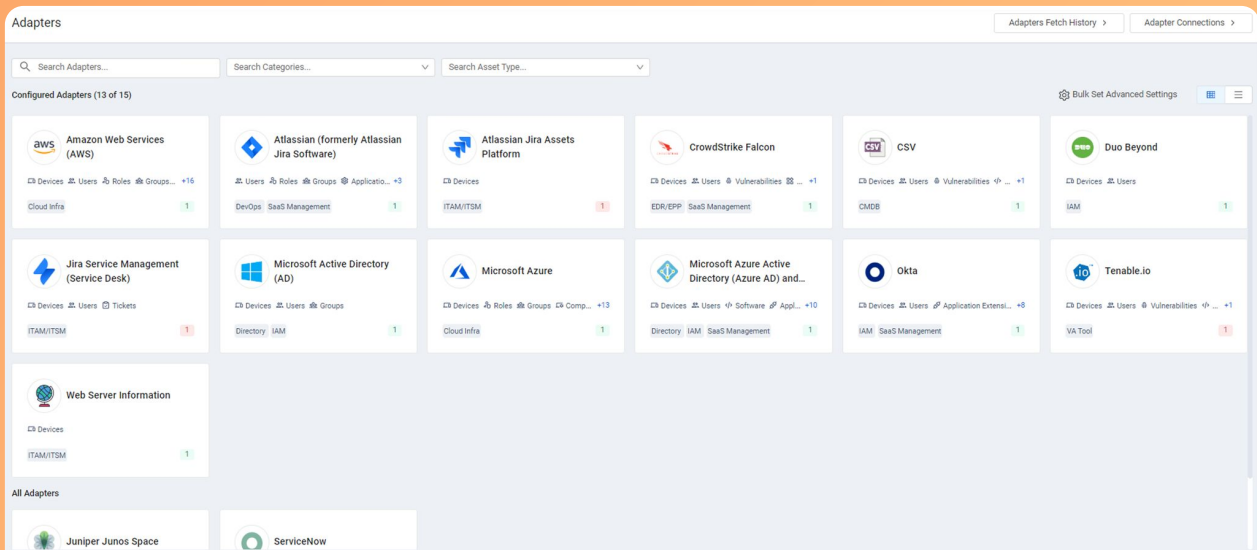 Adapters
Adapters Fetch History >
Adapter Connections >
Search Adapters...
Search Categories...
Search Asset Type...
Configured Adapters (13 of 15)
Bulk Set Advanced Settings
aws
Amazon Web Services
(AWS)
Devices Users Roles Groups... +16
Cloud Infra 1
Atlassian (formerly Atlassian
Jira Software)
Users Roles Groups Applicatio... +3
DevOps SaaS Management 1
Atlassian Jira Assets
Platform
Devices
ITAM/ITSM 1
CrowdStrike Falcon
Devices Users Vulnerabilities ... +1
EDR/EPP SaaS Management 1
CSV
CSV
Devices Users Vulnerabilities ... +1
CMDB 1
Duo Beyond
Devices Users
IAM 1
Jira Service Management
(Service Desk)
Devices Users Tickets
ITAM/ITSM 1
Microsoft Active Directory
(AD)
Devices Users Groups
Directory IAM 1
Microsoft Azure
Devices Roles Groups Comp... +13
Cloud Infra 1
Microsoft Azure Active
Directory (Azure AD) and...
Devices Users Software Appl... +10
Directory IAM SaaS Management 1
Okta
Devices Users Application Extensi... +8
IAM SaaS Management 1
.io
Tenable.io
Devices Users Vulnerabilities ... +1
VA Tool 1
Web Server Information
Devices
ITAM/ITSM 1
All Adapters
Juniper Junos Space
ServiceNow